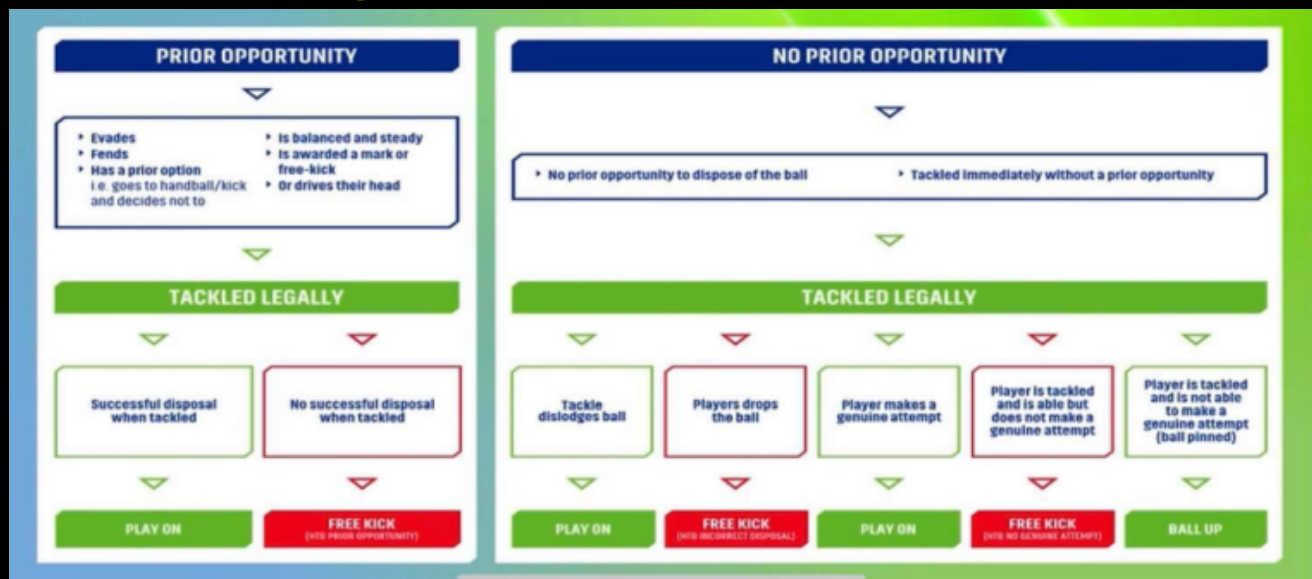 PRIOR OPPORTUNITY
Evades
Fends
Has a prior option
i.e. goes to handball/kick
and decides not to
Is balanced and steady
Is awarded a mark or
free-kick
Or drives their head
TACKLED LEGALLY
Successful disposal
when tackled
No successful disposal
when tackled
PLAY ON
FREE KICK
(HTB PRIOR OPPORTUNITY)
NO PRIOR OPPORTUNITY
No prior opportunity to dispose of the ball
Tackled immediately without a prior opportunity
TACKLED LEGALLY
Tackle
dislodges ball
Players drops
the ball
Player makes a
genuine attempt
Player is tackled
and is able but
does not make a
genuine attempt
Player is tackled
and is not able
to make a
genuine attempt
(ball pinned)
PLAY ON
FREE KICK
(HTB INCORRECT DISPOSAL)
PLAY ON
FREE KICK
(HTB NO GENUINE ATTEMPT)
BALL UP